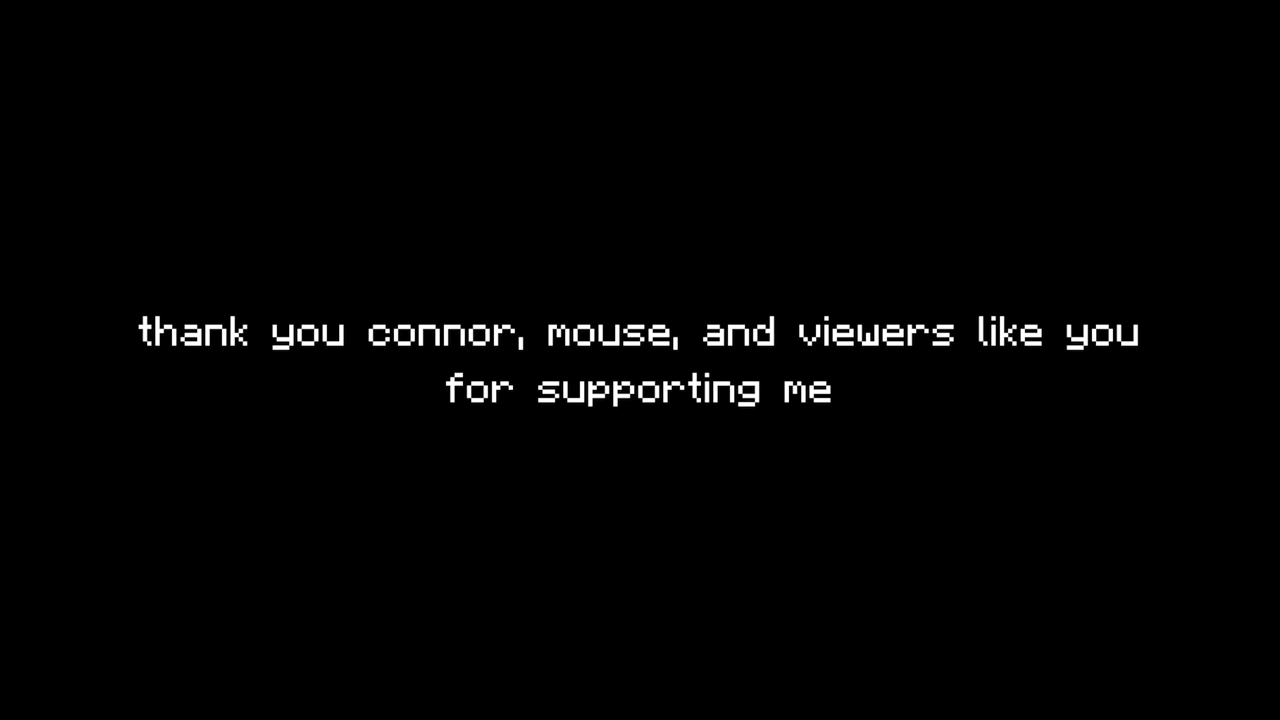 thank you connor, mouse, and viewers like you
for supporting me